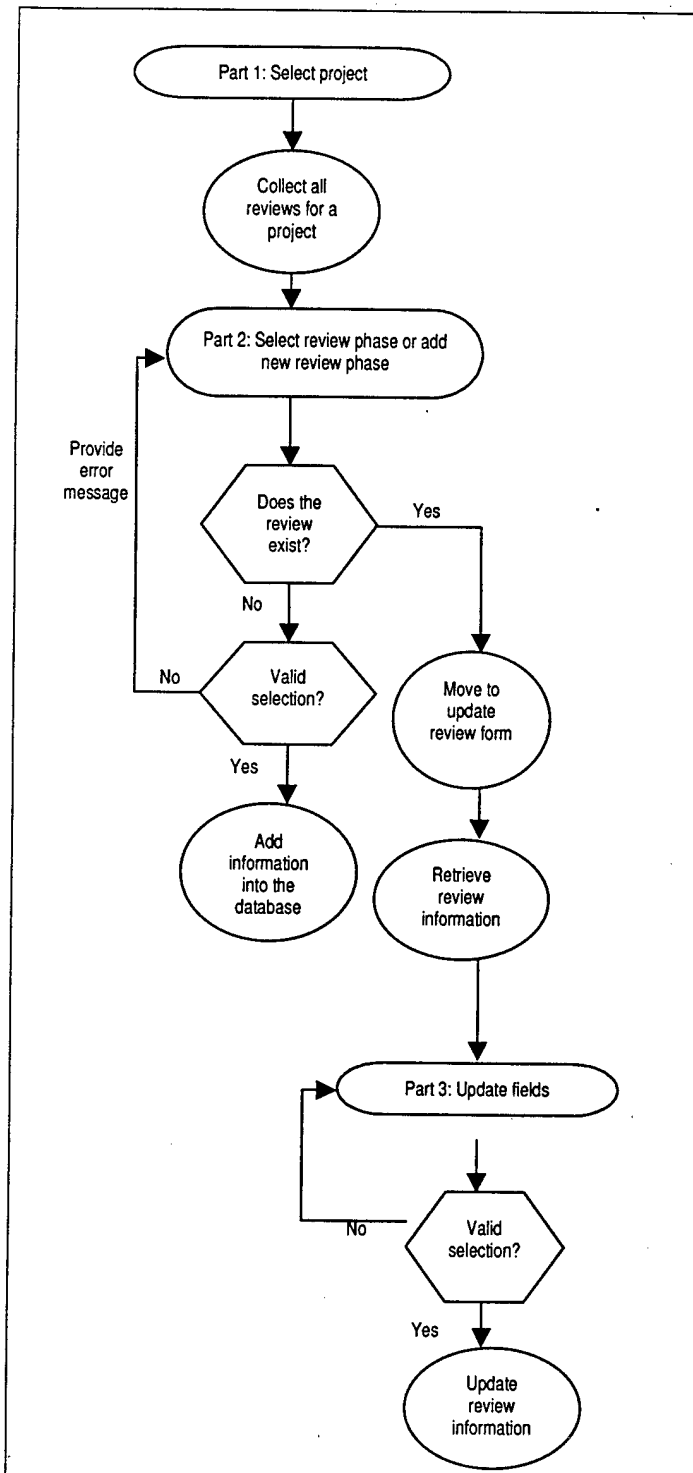 Part 1: Select project
Collect all
reviews for a
project
Part 2: Select review phase or add
new review phase
Provide
error
message
Does the
review
exist?
Yes
No
No
Valid
selection?
Move to
update
review form
Yes
Add
information
into the
database
Retrieve
review
information
Part 3: Update fields
No
Valid
selection?
Yes
Update
review
information